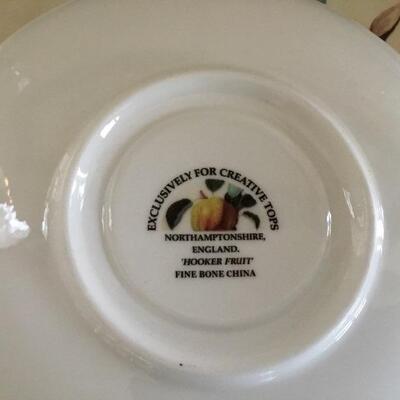 EXCLUSIVELY FOR CREATIVE TOPS
NORTHAMPTONSHIRE,
ENGLAND.
'HOOKER FRUIT'
FINE BONE CHINA